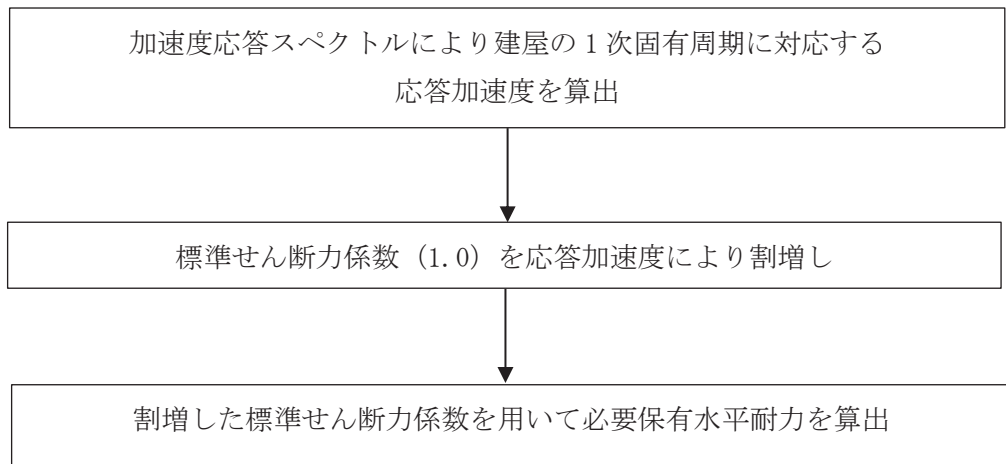 加速度応答スペクトルにより建屋の 1 次固有周期に対応する
応答加速度を算出
標準せん断力係数（1.0）を応答加速度により割増し
割増した標準せん断力係数を用いて必要保有水平耐力を算出